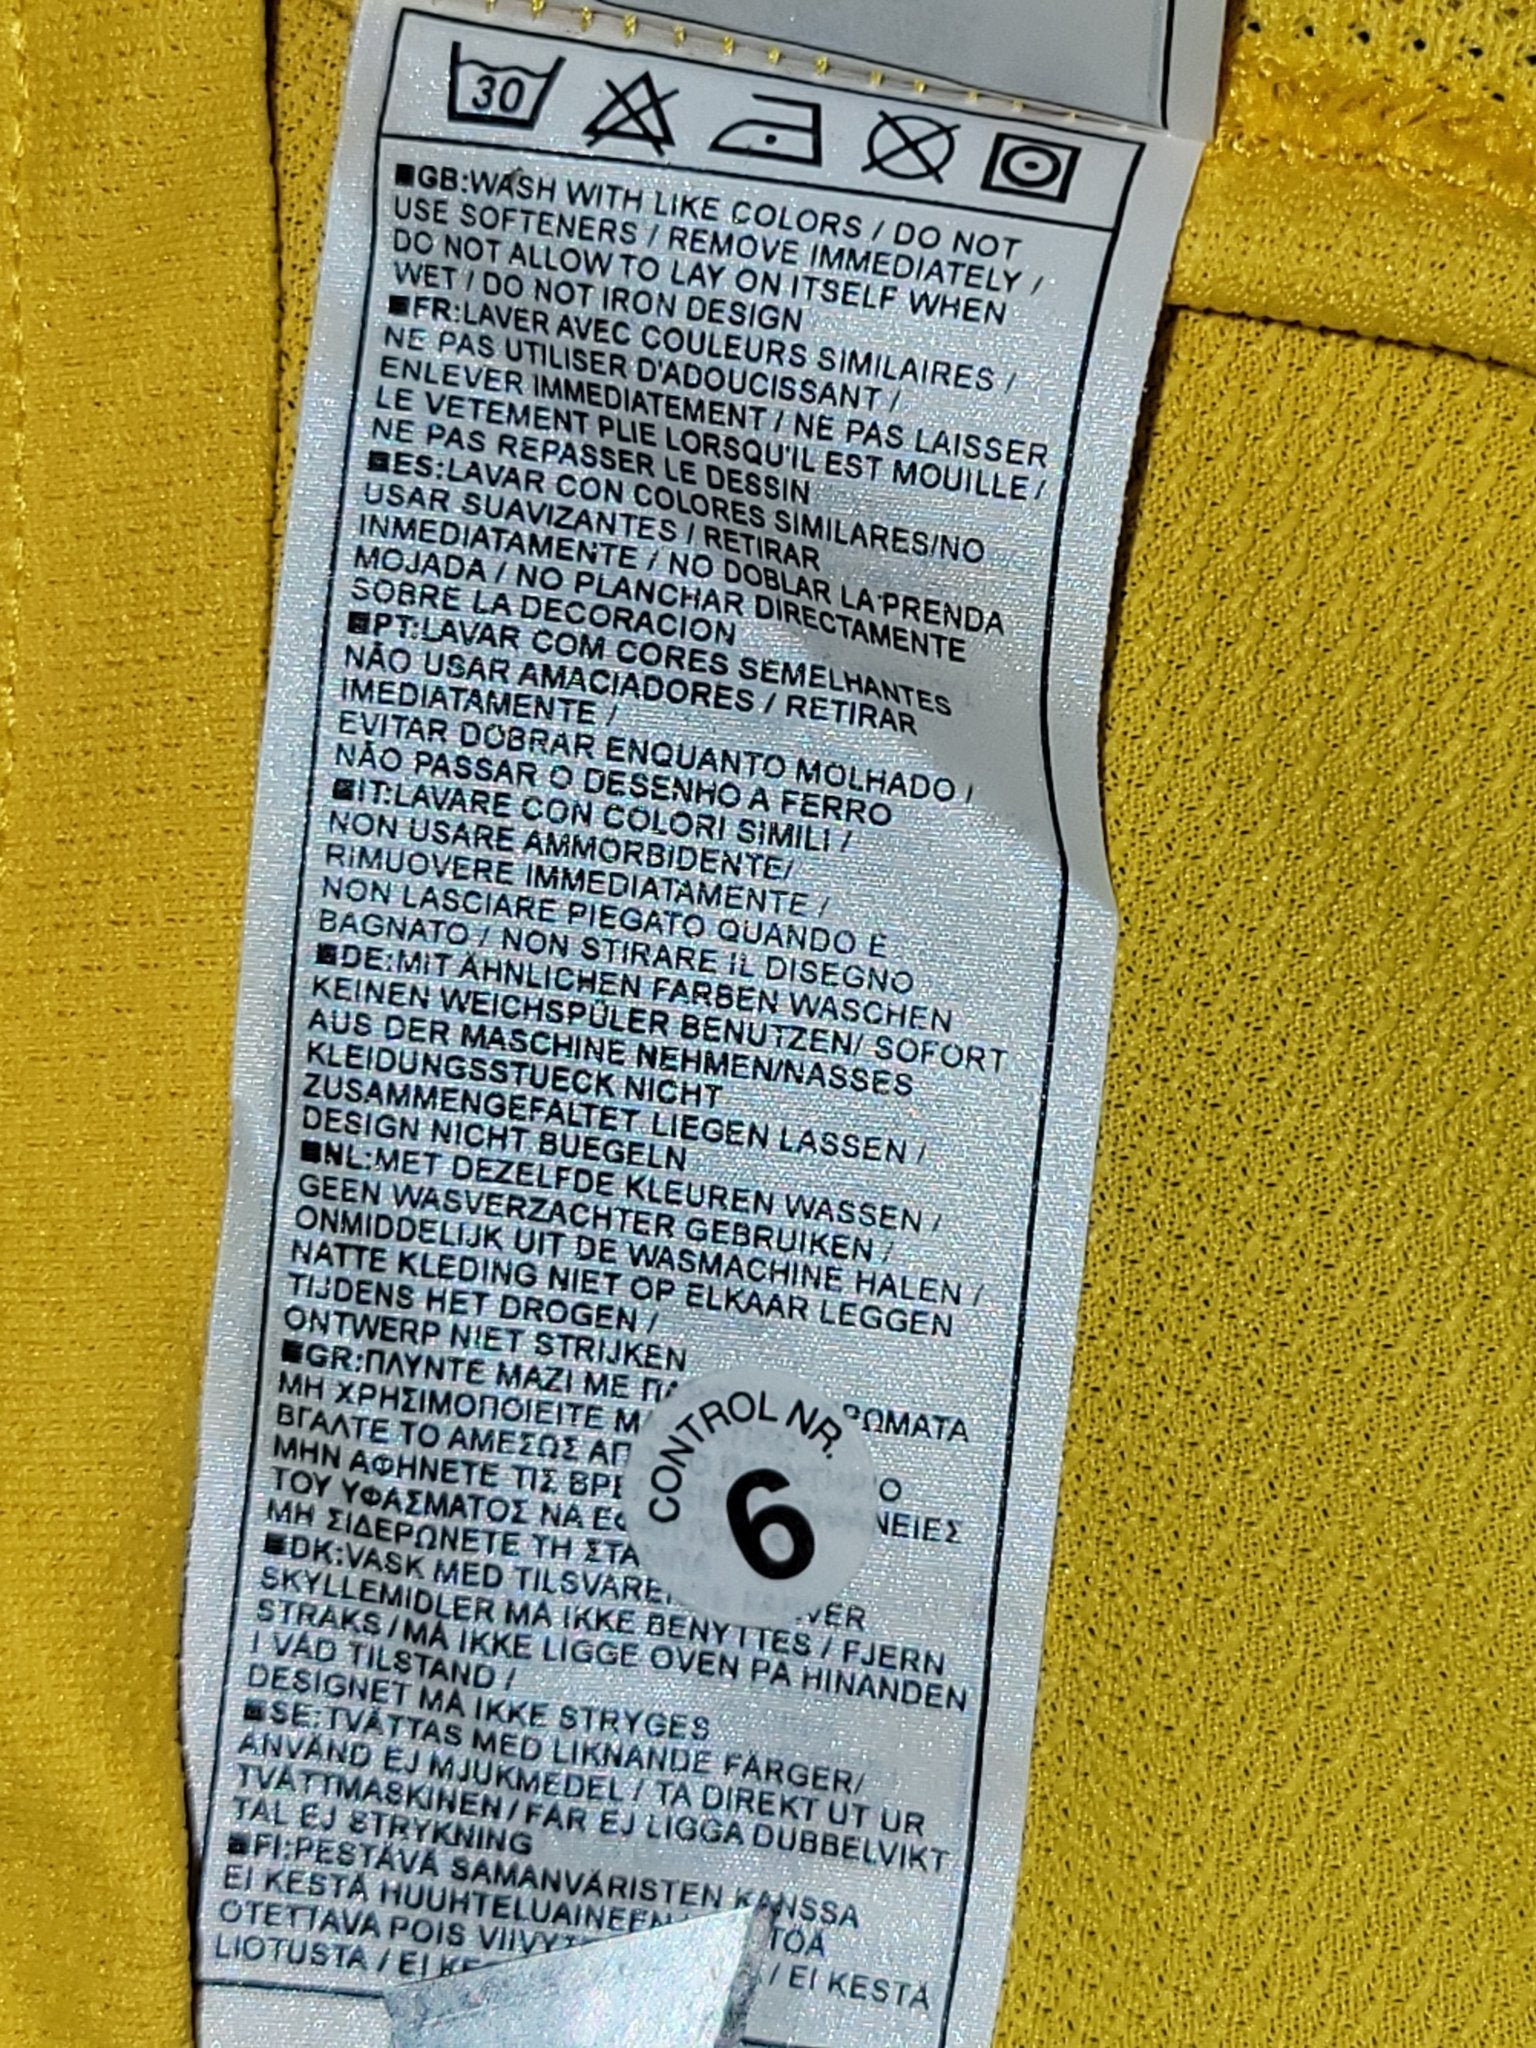 30
■GB:WASH WITH LIKE COLORS / DO NOT
USE SOFTENERS / REMOVE IMMEDIATELY /
DO NOT ALLOW TO LAY ON ITSELF WHEN
WET / DO NOT IRON DESIGN
■FR:LAVER AVEC COULEURS SIMILAIRES /
NE PAS UTILISER D'ADOUCISSANT /
ENLEVER IMMEDIATEMENT / NE PAS LAISSER
LE VETEMENT PLIE LORSQU'IL EST MOUILLE /
NE PAS REPASSER LE DESSIN
■ES:LAVAR CON COLORES SIMILARES/NO
USAR SUAVIZANTES / RETIRAR
INMEDIATAMENTE / NO DOBLAR LA PRENDA
MOJADA / NO PLANCHAR DIRECTAMENTE
SOBRE LA DECORACION
■PT:LAVAR COM CORES SEMELHANTES
NÃO USAR AMACIADORES / RETIRAR
IMEDIATAMENTE /
EVITAR DOBRAR ENQUANTO MOLHADO /
NÃO PASSAR O DESENHO A FERRO
■IT:LAVARE CON COLORI SIMILI /
NON USARE AMMORBIDENTE/
RIMUOVERE IMMEDIATAMENTE /
NON LASCIARE PIEGATO QUANDO É
BAGNATO / NON STIRARE IL DISEGNO
■DE:MIT ÄHNLICHEN FARBEN WASCHEN
KEINEN WEICHSPÜLER BENUTZEN/ SOFORT
AUS DER MASCHINE NEHMEN/NASSES
KLEIDUNGSSTUECK NICHT
ZUSAMMENGEFALTET LIEGEN LASSEN /
DESIGN NICHT BUEGELN
■NL:MET DEZELFDE KLEUREN WASSEN /
GEEN WASVERZACHTER GEBRUIKEN /
ONMIDDELIJK UIT DE WASMACHINE HALEN /
NATTE KLEDING NIET OP ELKAAR LEGGEN
TIJDENS HET DROGEN /
ONTWERP NIET STRIJKEN
■GR:ΠΛΥΝΤΕ ΜΑΖΙ ΜΕ
ΜΗ ΧΡΗΣΙΜΟΠΟΙΕΙΤΕ
ΒΓΑΛΤΕ ΤΟ ΑΜΕΣΩΣ
ΜΗΝ ΑΦΗΝΕΤΕ ΤΙΣ
ΤΟΥ ΥΦΑΣΜΑΤΟΣ ΝΑ
ΜΗ ΣΙΔΕΡΩΝΕΤΕ ΤΗ
CONTROL NR.
6
■DK:VASK MED
SKYLLEMIDLER MÅ IKKE BENYTTES / FJERN
STRAKS / MÅ IKKE LIGGE OVEN PÅ HINANDEN
I VÅD TILSTAND /
DESIGNET MÅ IKKE STRYGES
■SE:TVÄTTAS MED LIKNANDE FÄRGER/
ANVÄND EJ MJUKMEDEL / TA DIREKT UT UR
TVÄTTMASKINEN / FÅR EJ LIGGA DUBBELVIKT
TÅL EJ STRYKNING
■FI:PESTÄVÄ SAMANVÄRISTEN KANSSA
EI KESTÄ
OTETTAVA POIS
LIOTUSTA / EI / EI KESTÄ